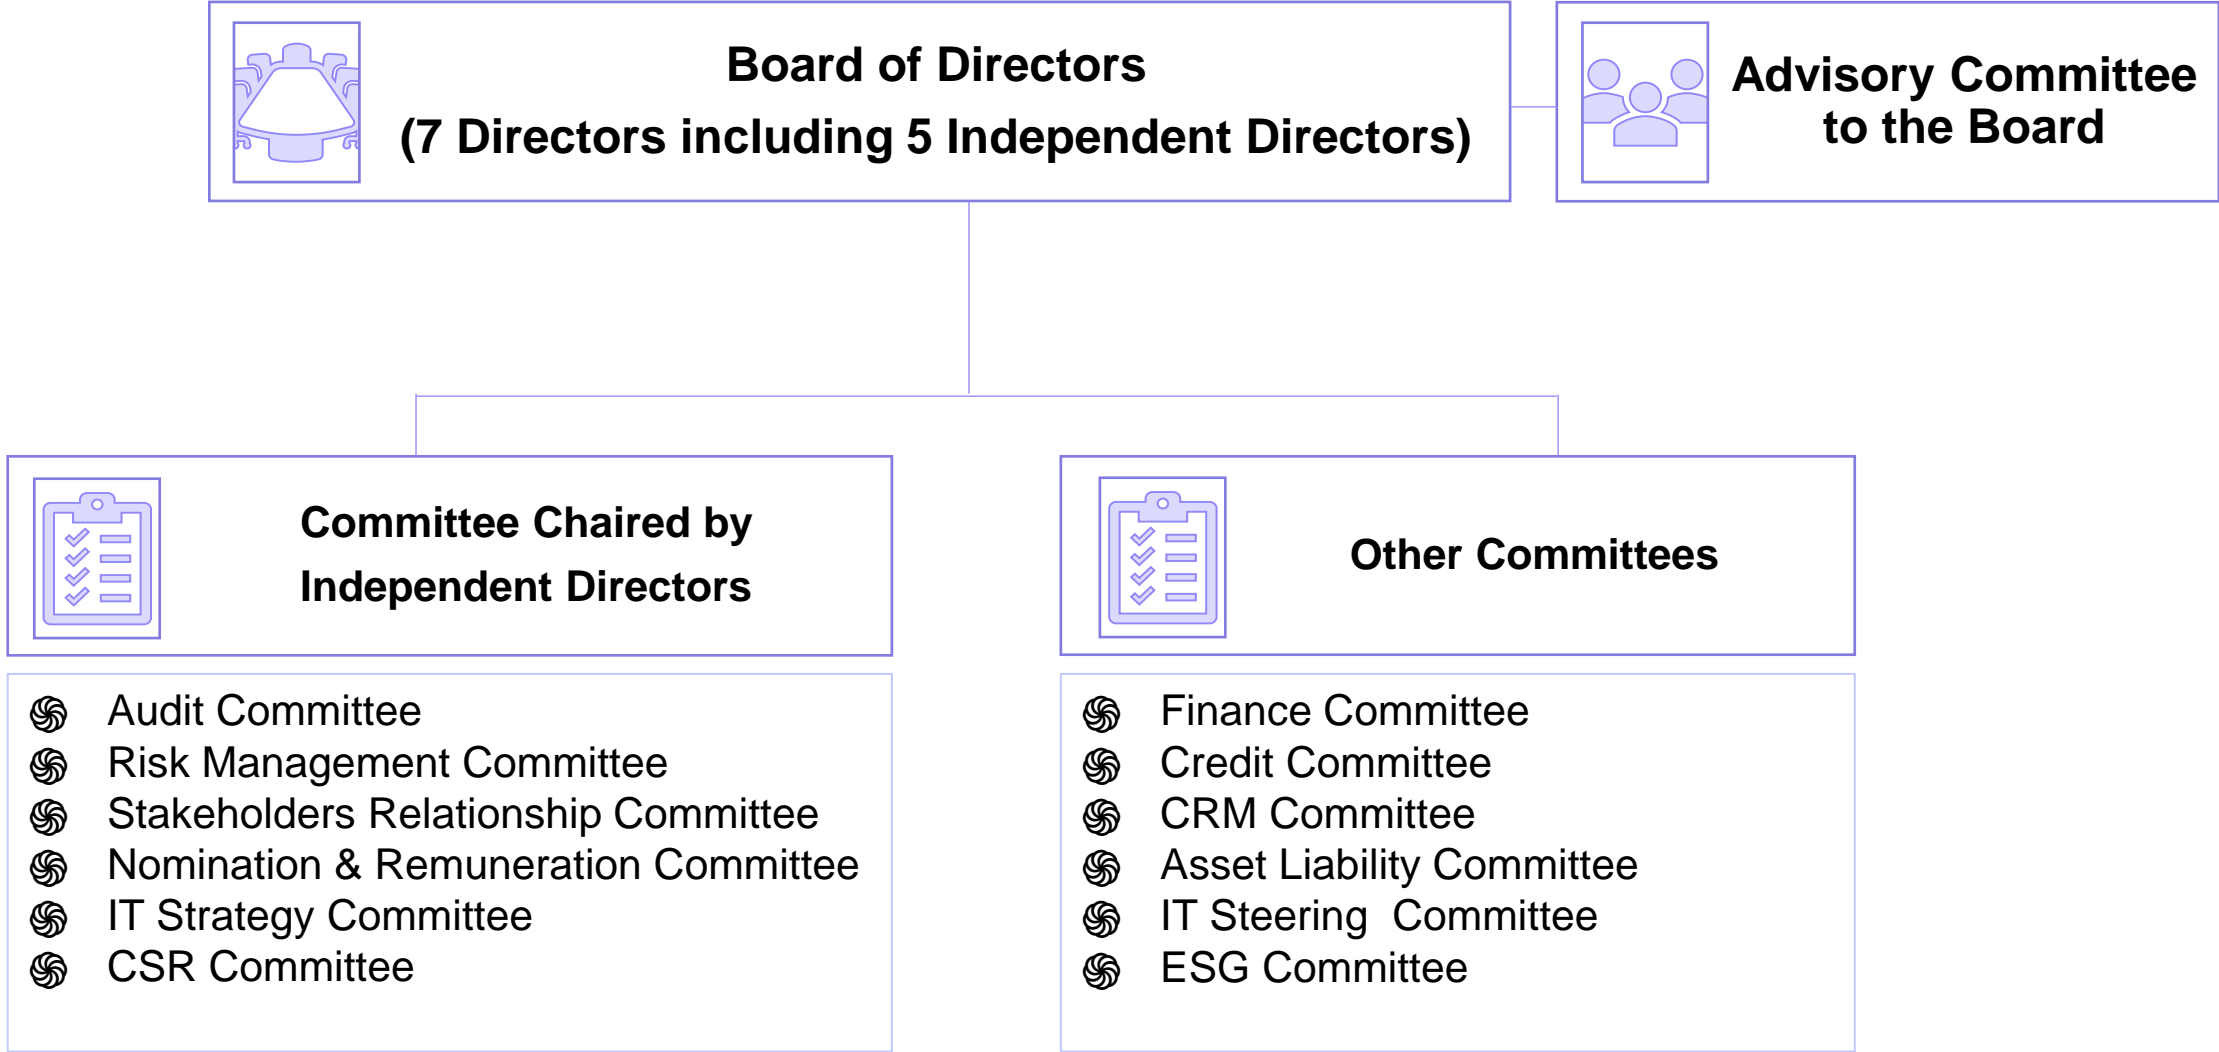 Board of Directors
(7 Directors including 5 Independent Directors)
Advisory Committee
to the Board
Committee Chaired by
Independent Directors
Audit Committee
Risk Management Committee
Stakeholders Relationship Committee
Nomination & Remuneration Committee
IT Strategy Committee
CSR Committee
Other Committees
Finance Committee
Credit Committee
CRM Committee
Asset Liability Committee
IT Steering  Committee
ESG Committee